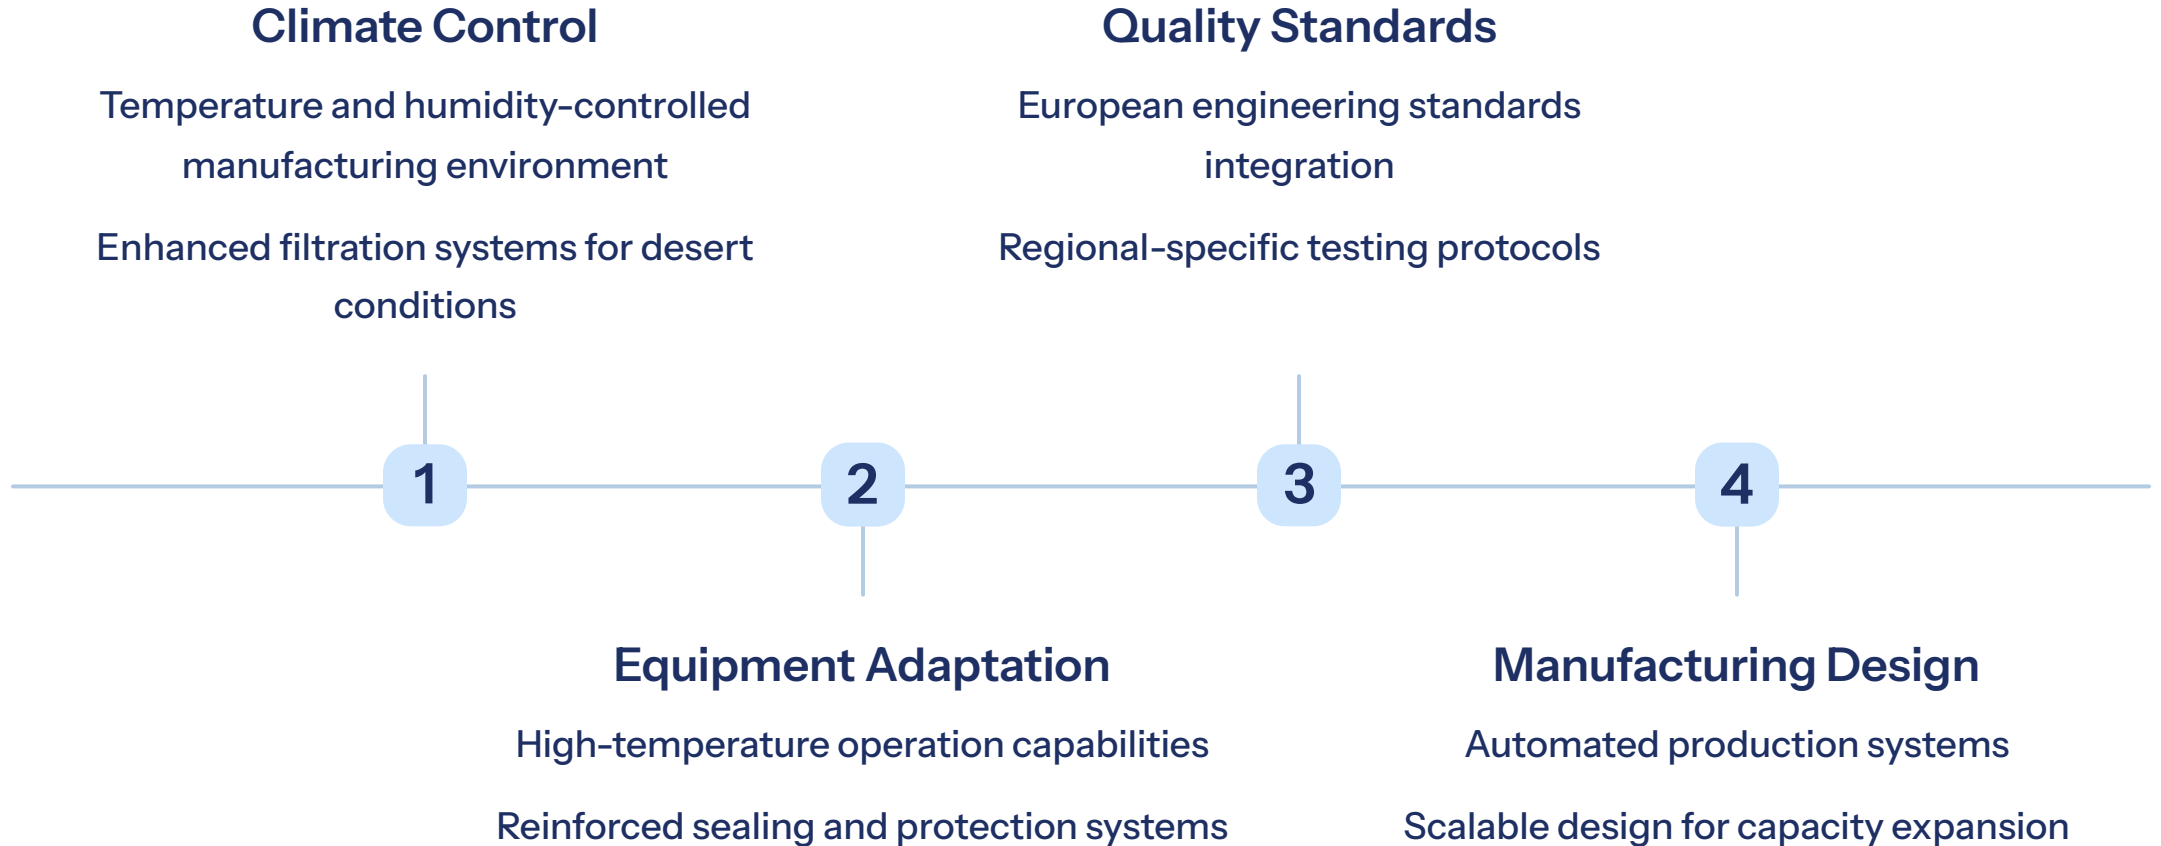 Climate Control
Temperature and humidity-controlled
manufacturing environment
Enhanced filtration systems for desert
conditions
Quality Standards
European engineering standards
integration
Regional-specific testing protocols
1
2
3
4
Equipment Adaptation
High-temperature operation capabilities
Reinforced sealing and protection systems
Manufacturing Design
Automated production systems
Scalable design for capacity expansion